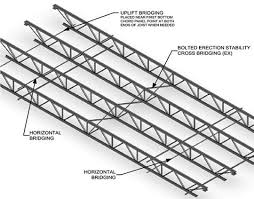 UPLIFT BRIDGING
PLACED NEAR FIRST BOTTOM
CHORD PANEL POINT AT BOTH
ENDS OF JOIST WHEN NEEDED
BOLTED ERECTION STABILITY
CROSS BRIDGING (EX)
HORIZONTAL
BRIDGING
HORIZONTAL
BRIDGING